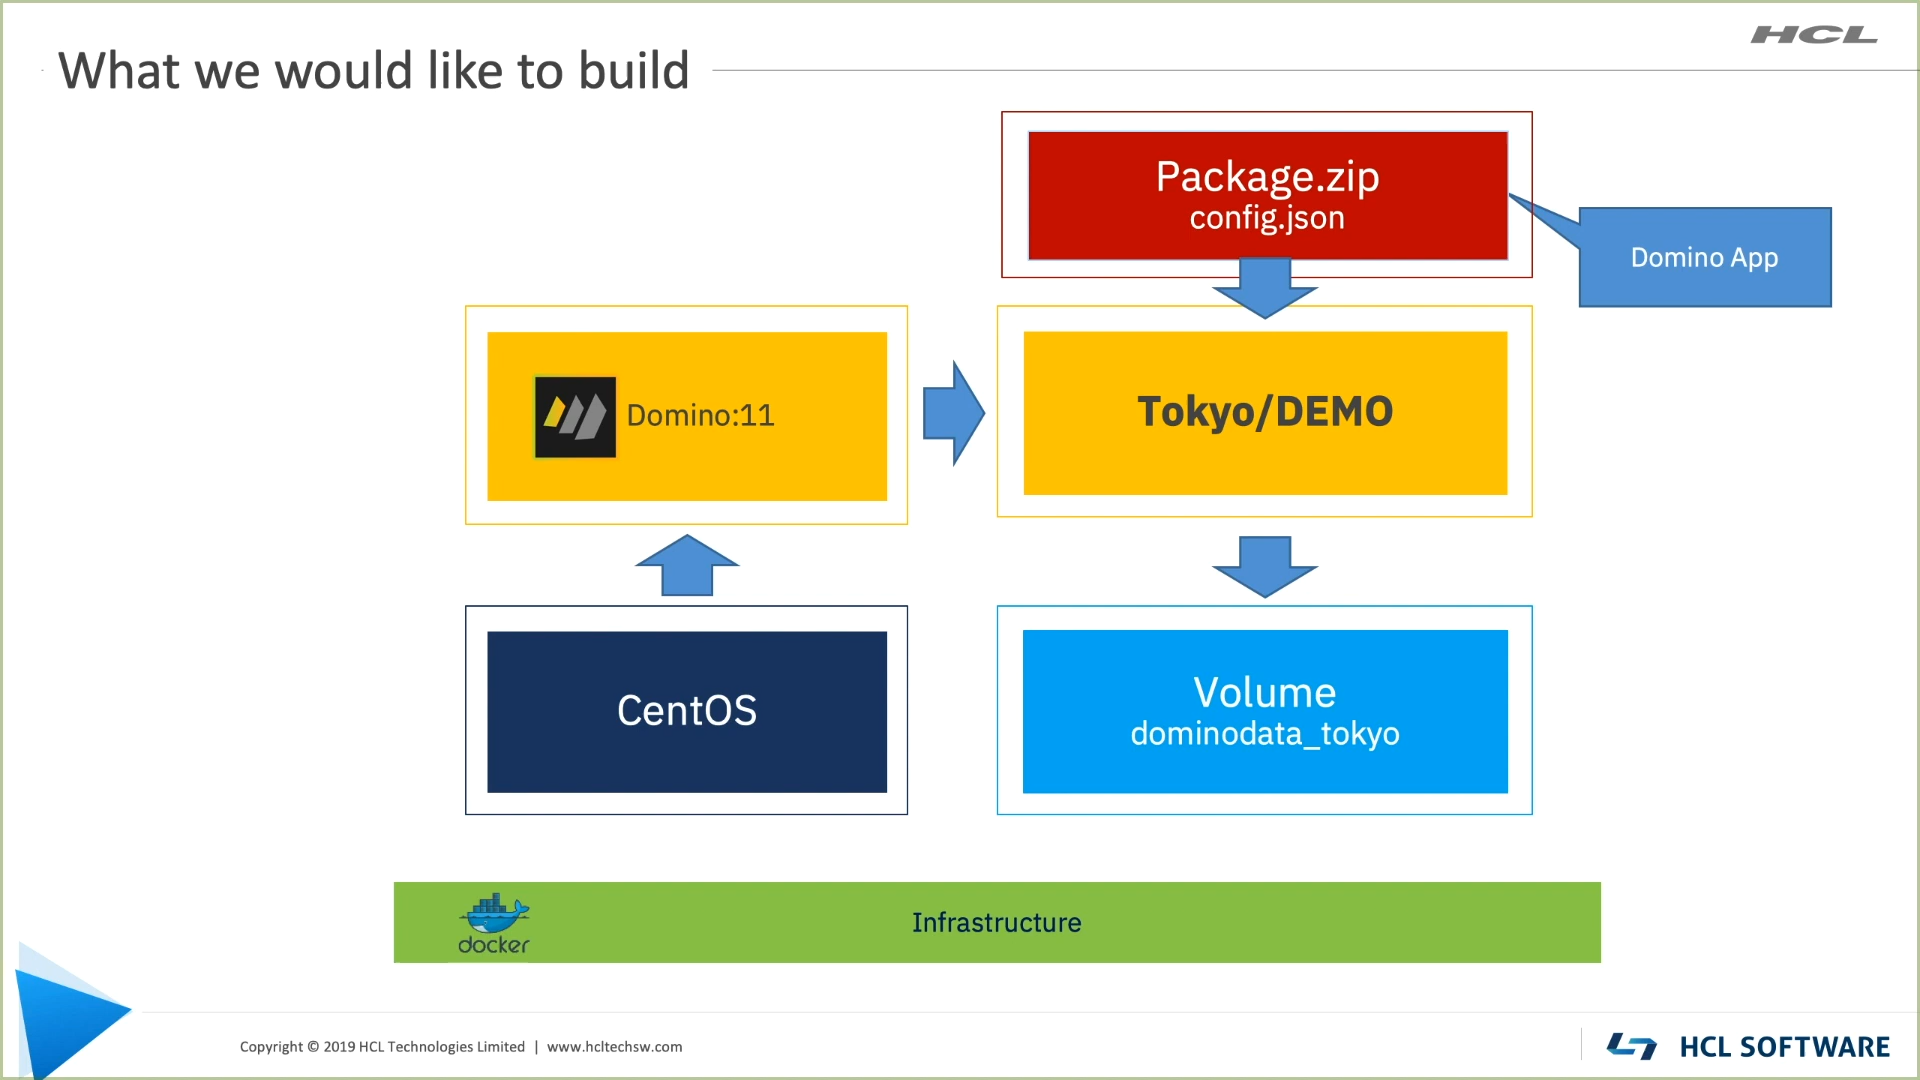 HCL
What we would like to build
Package.zip
config.json
Domino App
Domino:11
Tokyo/DEMO
CentOS
Volume
dominodata_tokyo
docker
Infrastructure
Copyright © 2019 HCL Technologies Limited | www.hcltechsw.com
HCL SOFTWARE